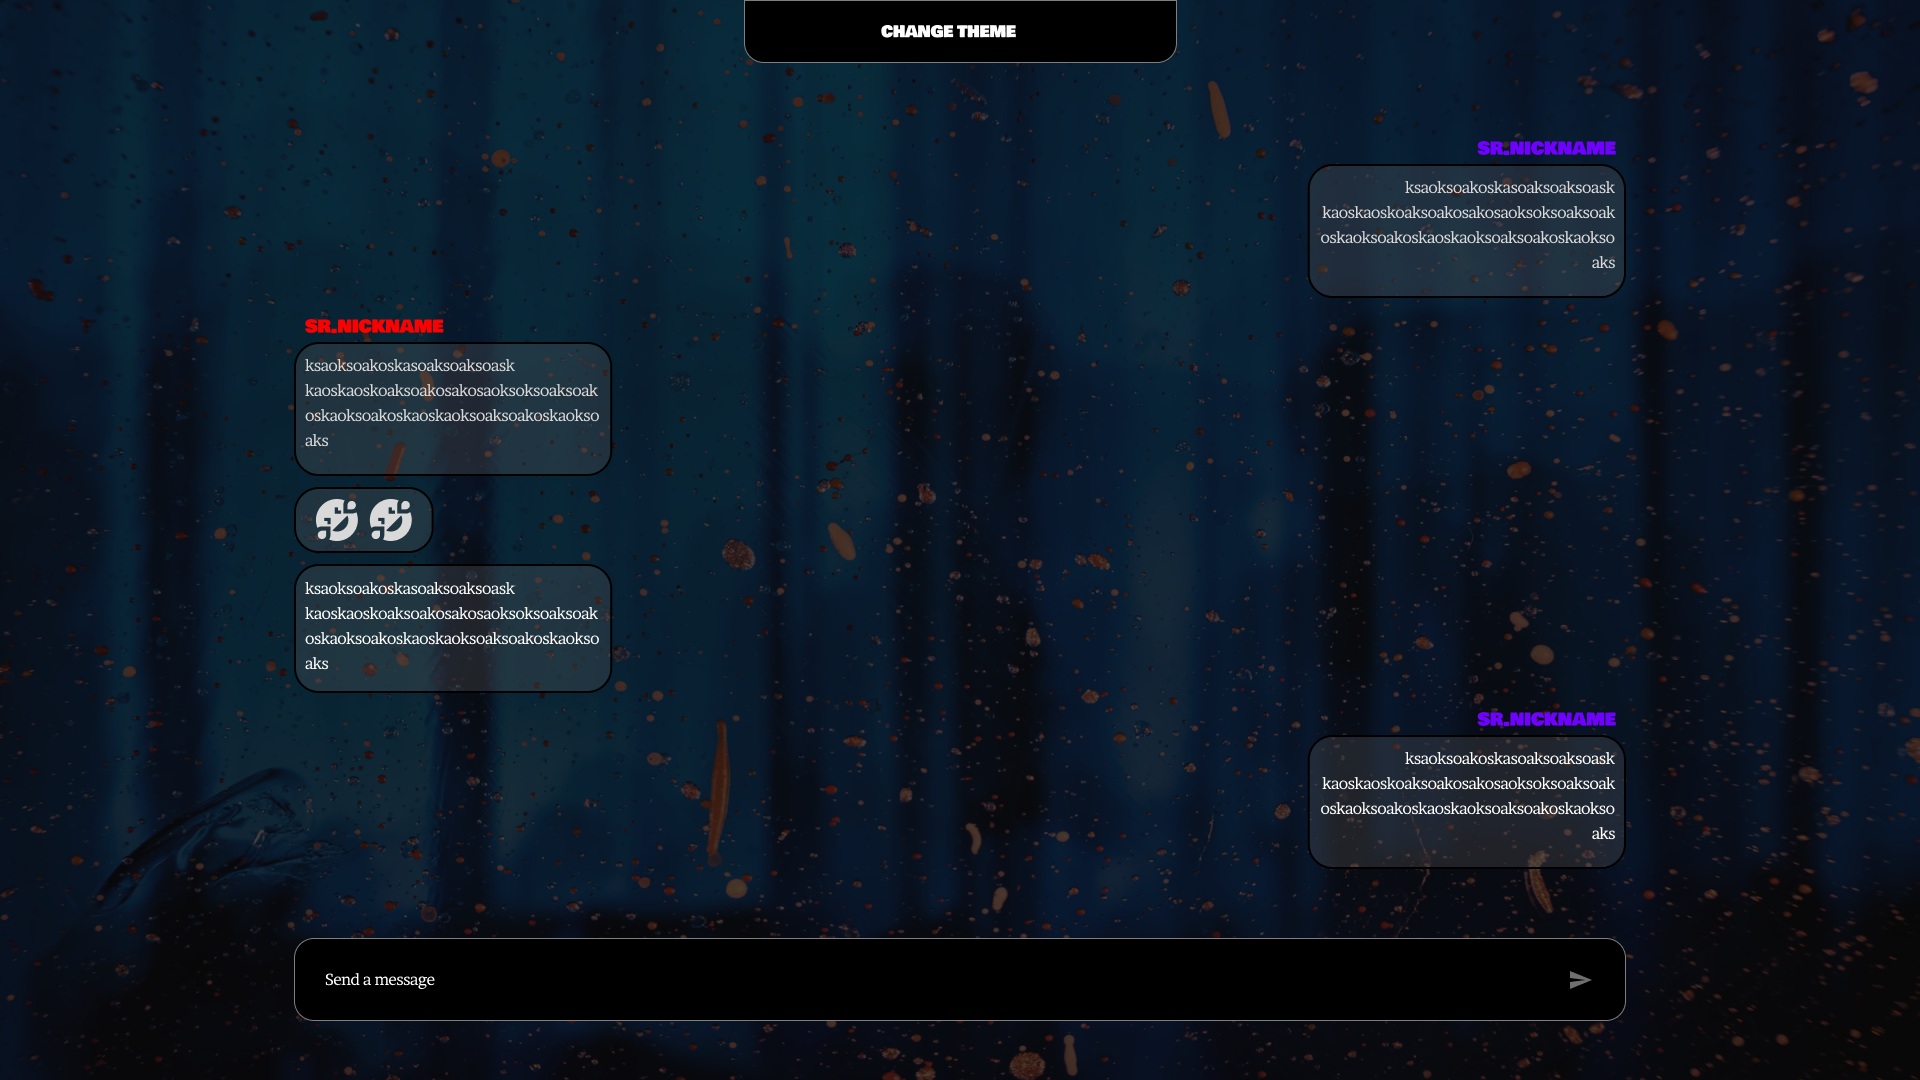 CHANGE THEME
SR.NICKNAME
ksaoksoakoskasoaksoaksoask
kaoskaoskoaksoakosakosaoksoksoaksoak
oskaoksoakoskaoskaoksoaksoakoskaokso
aks
SR.NICKNAME
ksaoksoakoskasoaksoaksoask
kaoskaoskoaksoakosakosaoksoksoaksoak
oskaoksoakoskaoskaoksoaksoakoskaokso
aks
ksaoksoakoskasoaksoaksoask
kaoskaoskoaksoakosakosaoksoksoaksoak
oskaoksoakoskaoskaoksoaksoakoskaokso
aks
SR.NICKNAME
ksaoksoakoskasoaksoaksoask
kaoskaoskoaksoakosakosaoksoksoaksoak
oskaoksoakoskaoskaoksoaksoakoskaokso
aks
Send a message